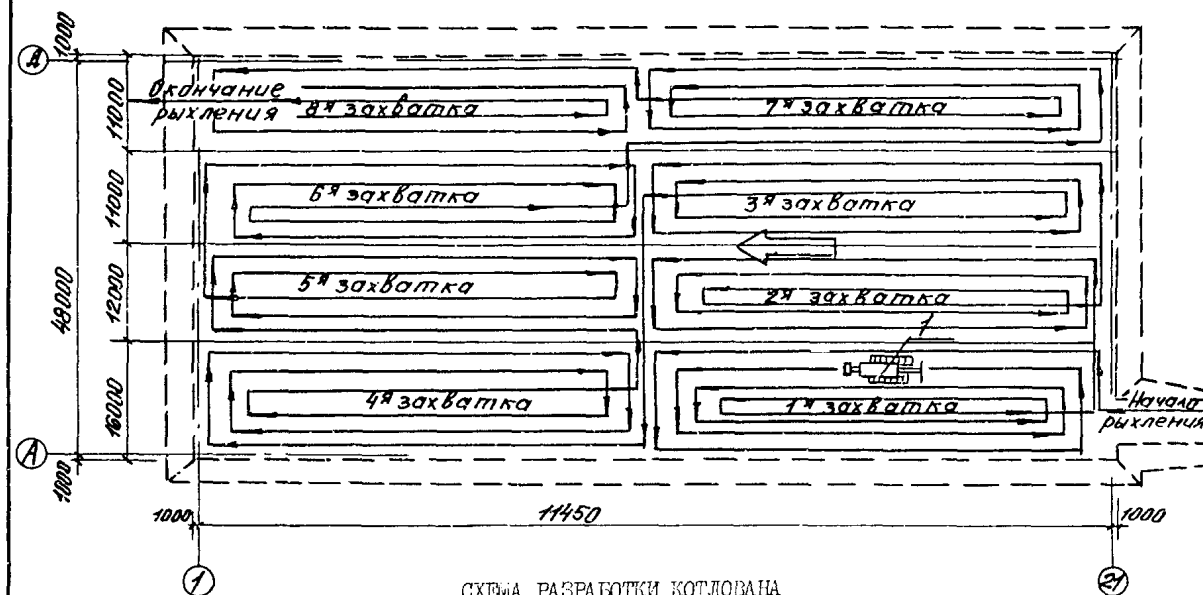 1000
Д
11000
Окончание
рыхления
8я захватка
7я захватка
11000
6я захватка
3я захватка
48000
12000
5я захватка
2я захватка
1
16000
4я захватка
1я захватка
Начало
рыхления
А
1000
1000
11450
1000
1
21
СХЕМА РАЗРАБОТКИ КОТЛОВАНА